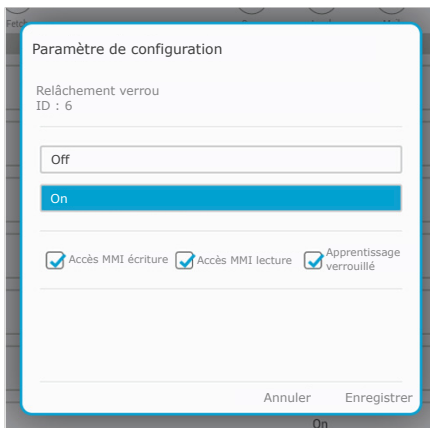 Fetch
Paramètre de configuration
Relâchement verrou
ID : 6
Off
On
Accès MMI écriture
Accès MMI lecture
Apprentissage
verrouillé
Annuler
Enregistrer
On